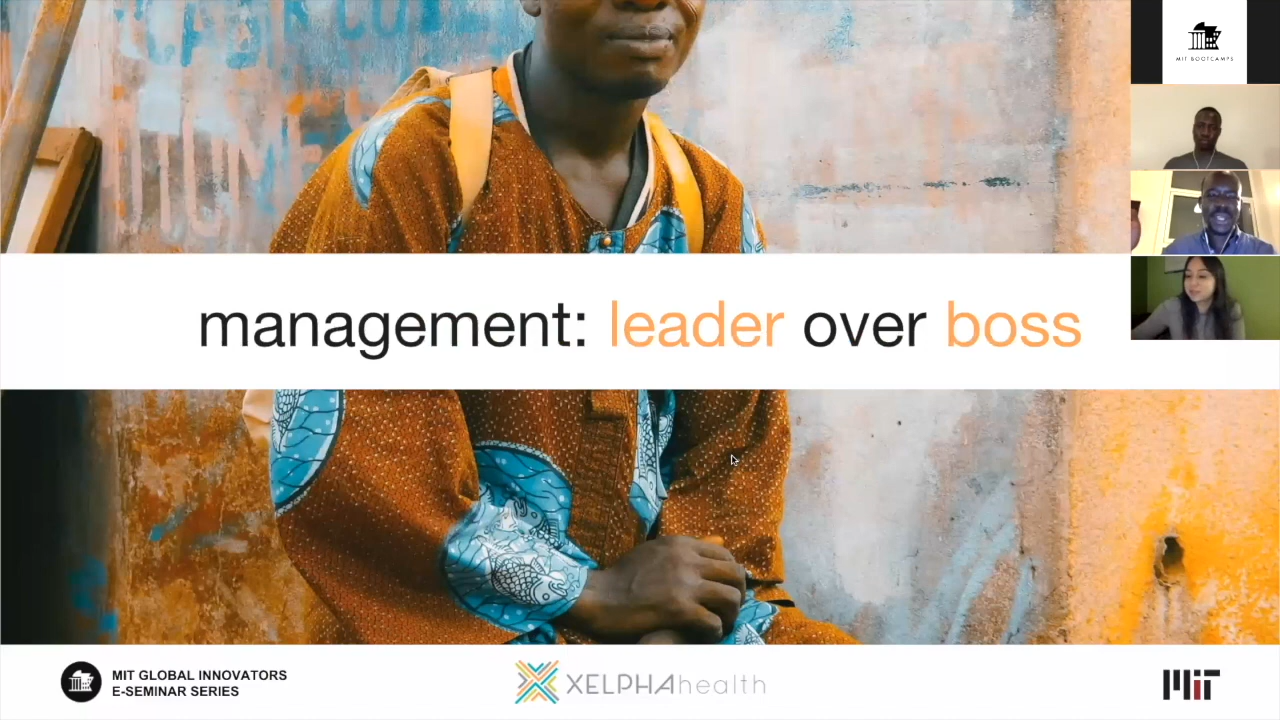 MIT BOOTCAMPS
management: leader over boss
MIT GLOBAL INNOVATORS
E-SEMINAR SERIES
XELPHAhealth
MIT